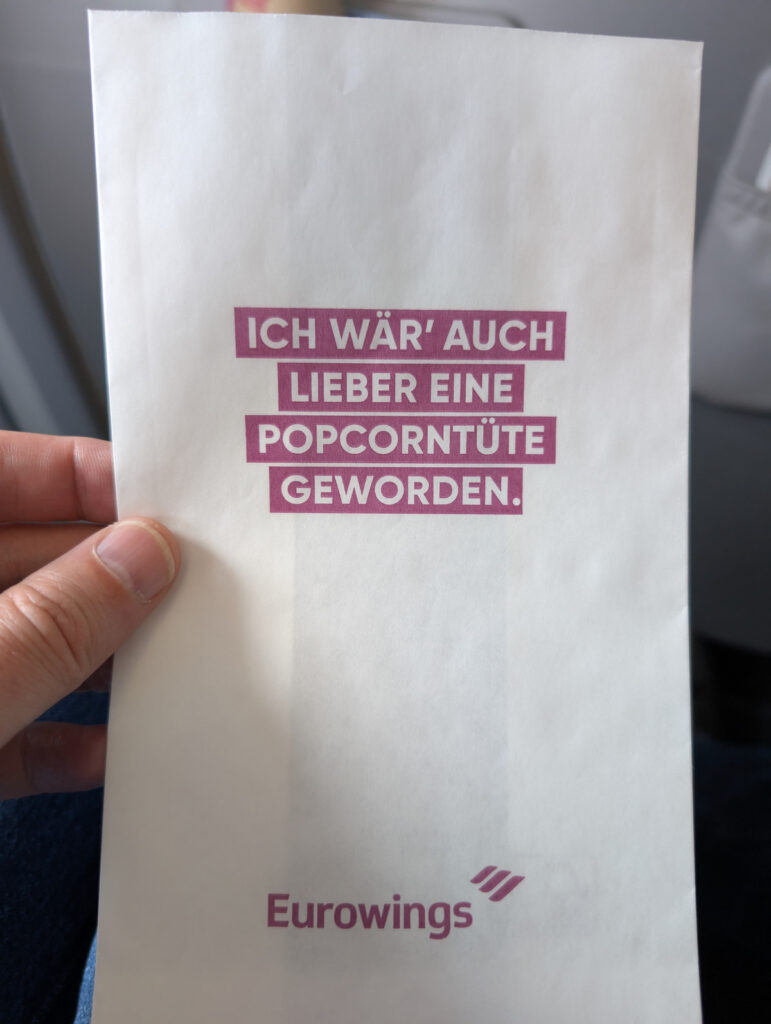 ICH WÄR’ AUCH
LIEBER EINE
POPCORNTÜTE
GEWORDEN.
Eurowings